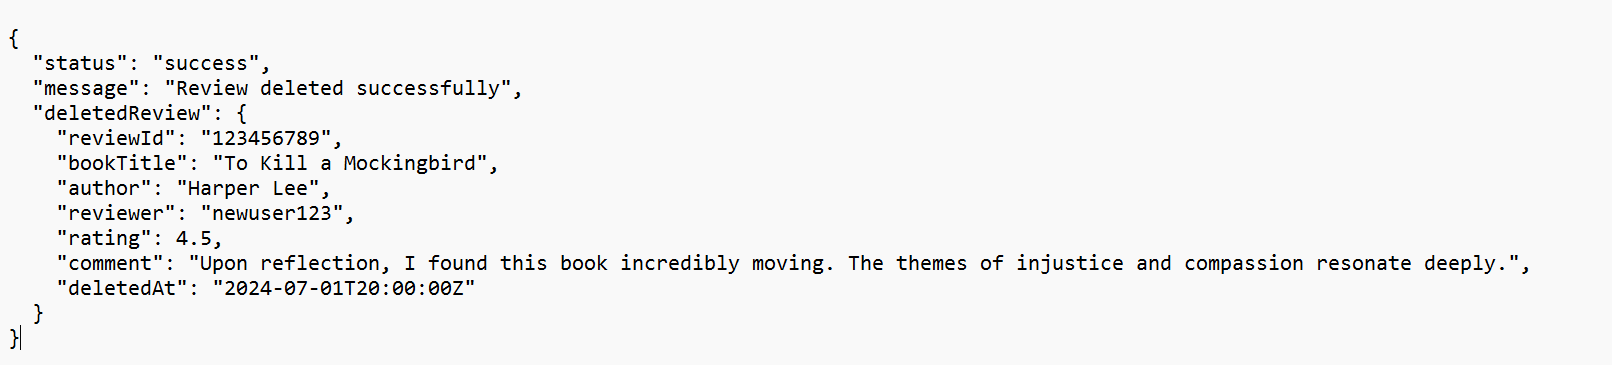 {
  "status": "success",
  "message": "Review deleted successfully",
  "deletedReview": {
    "reviewId": "123456789",
    "bookTitle": "To Kill a Mockingbird",
    "author": "Harper Lee",
    "reviewer": "newuser123",
    "rating": 4.5,
    "comment": "Upon reflection, I found this book incredibly moving. The themes of injustice and compassion resonate deeply.",
    "deletedAt": "2024-07-01T20:00:00Z"
  }
}